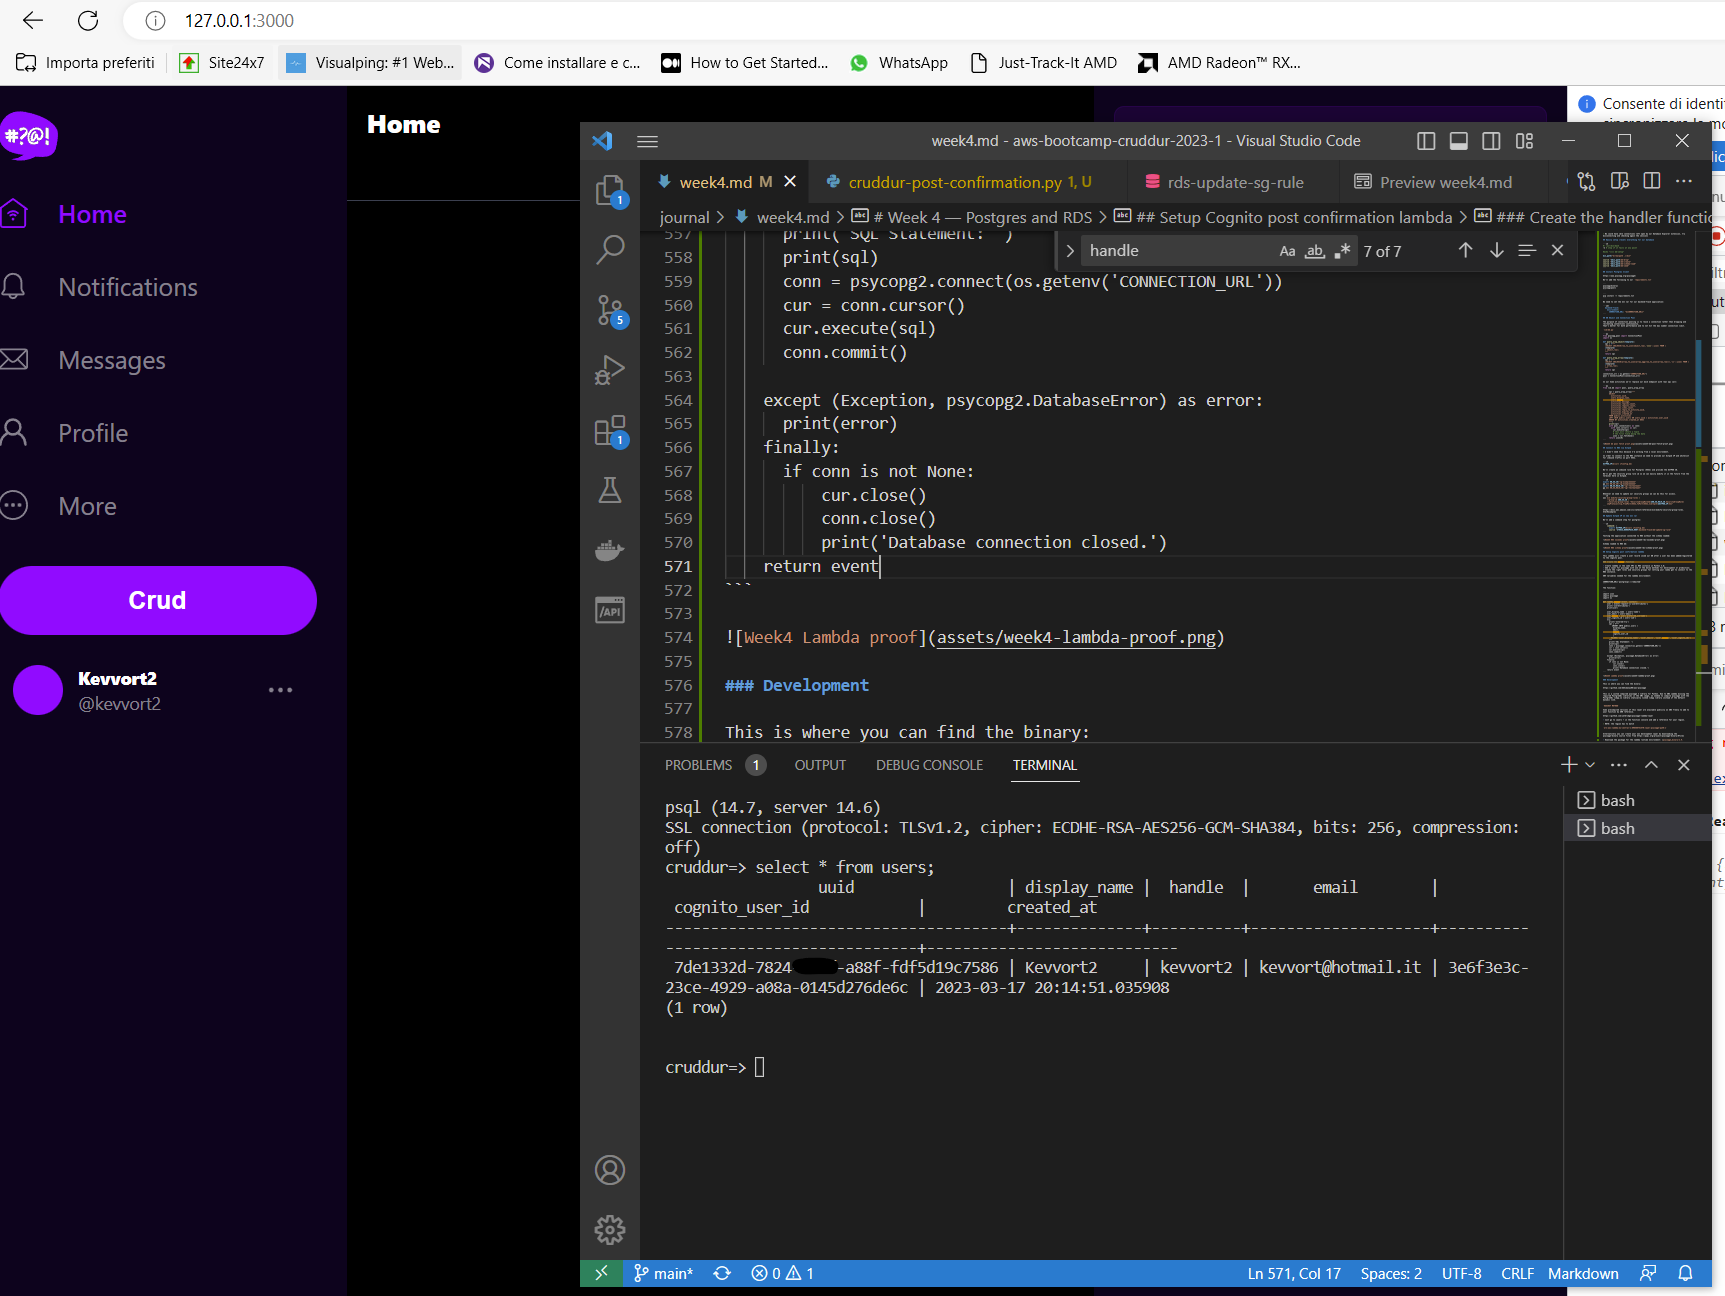 127.0.0.1:3000
Importa preferiti
Site24x7
Visualping: #1 Web...
Come installare e c...
How to Get Started...
WhatsApp
Just-Track-It AMD
AMD Radeon™ RX...
#?@!
Home
Notifications
Messages
Profile
More
Crud
Kevvort2
@kevvort2
Home
Consente di identi
week4.md - aws-bootcamp-cruddur-2023-1 - Visual Studio Code
week4.md M
cruddur-post-confirmation.py 1, U
rds-update-sg-rule
Preview week4.md
journal > week4.md > # Week 4 — Postgres and RDS > ## Setup Cognito post confirmation lambda > ### Create the handler functio
handle
Aa ab 7 of 7
557 print('SQL Statement: ')
558 print(sql)
559 conn = psycopg2.connect(os.getenv('CONNECTION_URL'))
560 cur = conn.cursor()
561 cur.execute(sql)
562 conn.commit()
563
564 except (Exception, psycopg2.DatabaseError) as error:
565 print(error)
566 finally:
567 if conn is not None:
568 cur.close()
569 conn.close()
570 print('Database connection closed.')
571 return event
572 ```
573
574 ![Week4 Lambda proof](assets/week4-lambda-proof.png)
575
576 ### Development
577
578 This is where you can find the binary:
PROBLEMS 1
OUTPUT
DEBUG CONSOLE
TERMINAL
bash
bash
psql (14.7, server 14.6)
SSL connection (protocol: TLSv1.2, cipher: ECDHE-RSA-AES256-GCM-SHA384, bits: 256, compression:
off)
cruddur=> select * from users;
uuid | display_name | handle | email |
cognito_user_id | created_at
--------------------------------------+--------------+----------+--------------------+----------
----------------------------+----------------------------
7de1332d-7824 -a88f-fdf5d19c7586 | Kevvort2 | kevvort2 | kevvort@hotmail.it | 3e6f3e3c-
23ce-4929-a08a-0145d276de6c | 2023-03-17 20:14:51.035908
(1 row)
cruddur=>
1
5
1
/API
main*
0
1
Ln 571, Col 17
Spaces: 2
UTF-8
CRLF
Markdown